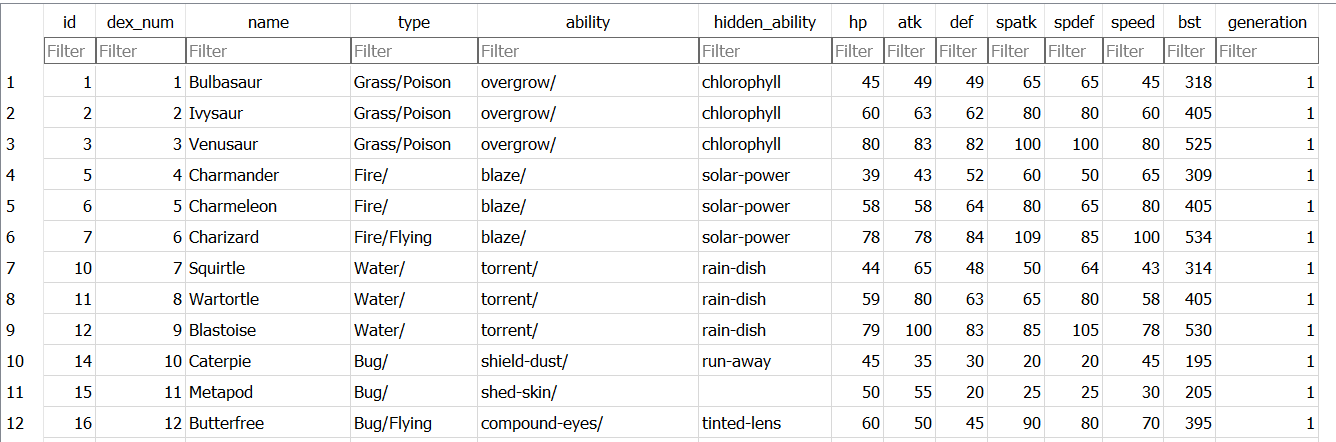 id dex_num name type ability hidden_ability hp atk def spatk spdef speed bst generation
Filter Filter Filter Filter Filter Filter Filter Filter Filter Filter Filter Filter Filter Filter
1 1 1 Bulbasaur Grass/Poison overgrow/ chlorophyll 45 49 49 65 65 45 318 1
2 2 2 Ivysaur Grass/Poison overgrow/ chlorophyll 60 63 62 80 80 60 405 1
3 3 3 Venusaur Grass/Poison overgrow/ chlorophyll 80 83 82 100 100 80 525 1
4 5 4 Charmander Fire/ blaze/ solar-power 39 43 52 60 50 65 309 1
5 6 5 Charmeleon Fire/ blaze/ solar-power 58 58 64 80 65 80 405 1
6 7 6 Charizard Fire/Flying blaze/ solar-power 78 78 84 109 85 100 534 1
7 10 7 Squirtle Water/ torrent/ rain-dish 44 65 48 50 64 43 314 1
8 11 8 Wartortle Water/ torrent/ rain-dish 59 80 63 65 80 58 405 1
9 12 9 Blastoise Water/ torrent/ rain-dish 79 100 83 85 105 78 530 1
10 14 10 Caterpie Bug/ shield-dust/ run-away 45 35 30 20 20 45 195 1
11 15 11 Metapod Bug/ shed-skin/ 50 55 20 25 25 30 205 1
12 16 12 Butterfree Bug/Flying compound-eyes/ tinted-lens 60 50 45 90 80 70 395 1